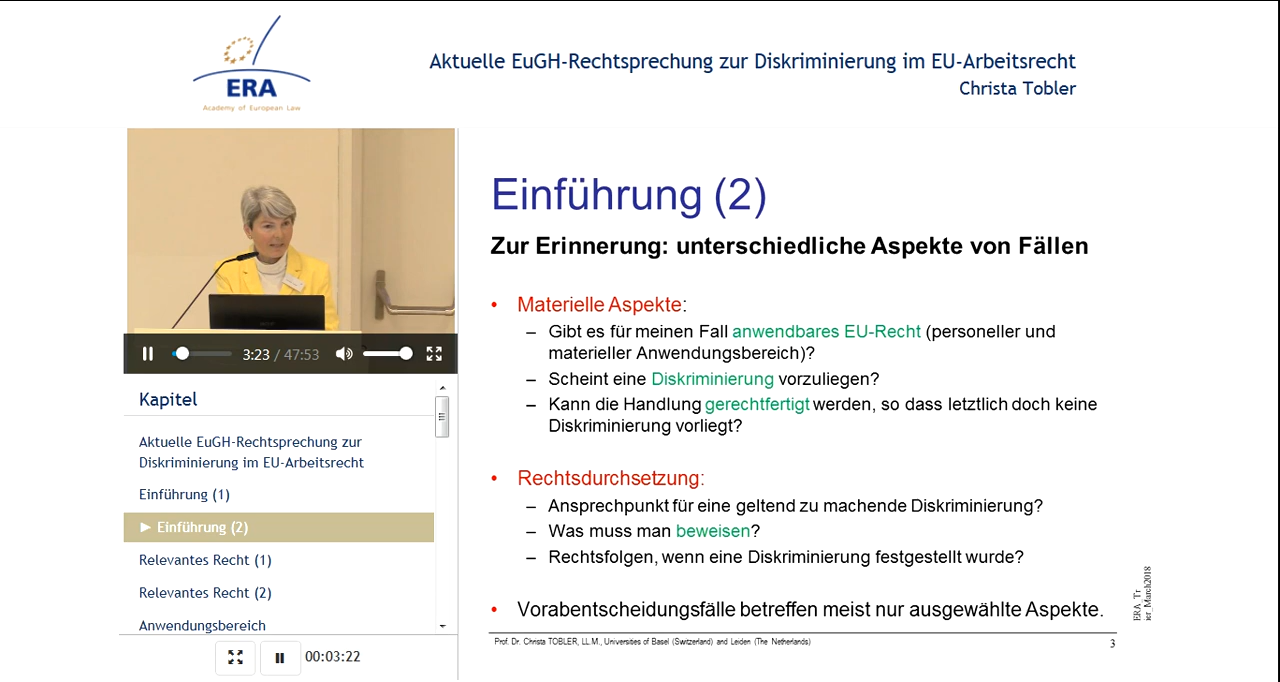 ERA
Academy of European Law
Aktuelle EuGH-Rechtsprechung zur Diskriminierung im EU-Arbeitsrecht
Christa Tobler
3:23 / 47:53
Kapitel
Aktuelle EuGH-Rechtsprechung zur
Diskriminierung im EU-Arbeitsrecht
Einführung (1)
► Einführung (2)
Relevantes Recht (1)
Relevantes Recht (2)
Anwendungsbereich
00:03:22
Einführung (2)
Zur Erinnerung: unterschiedliche Aspekte von Fällen
• Materielle Aspekte:
– Gibt es für meinen Fall anwendbares EU-Recht (personeller und
materieller Anwendungsbereich)?
– Scheint eine Diskriminierung vorzuliegen?
– Kann die Handlung gerechtfertigt werden, so dass letztlich doch keine
Diskriminierung vorliegt?
• Rechtsdurchsetzung:
– Ansprechpunkt für eine geltend zu machende Diskriminierung?
– Was muss man beweisen?
– Rechtsfolgen, wenn eine Diskriminierung festgestellt wurde?
• Vorabentscheidungsfälle betreffen meist nur ausgewählte Aspekte.
Prof. Dr. Christa TOBLER, LL.M., Universities of Basel (Switzerland) and Leiden (The Netherlands)
3
ERA_Tr
ier_March2018